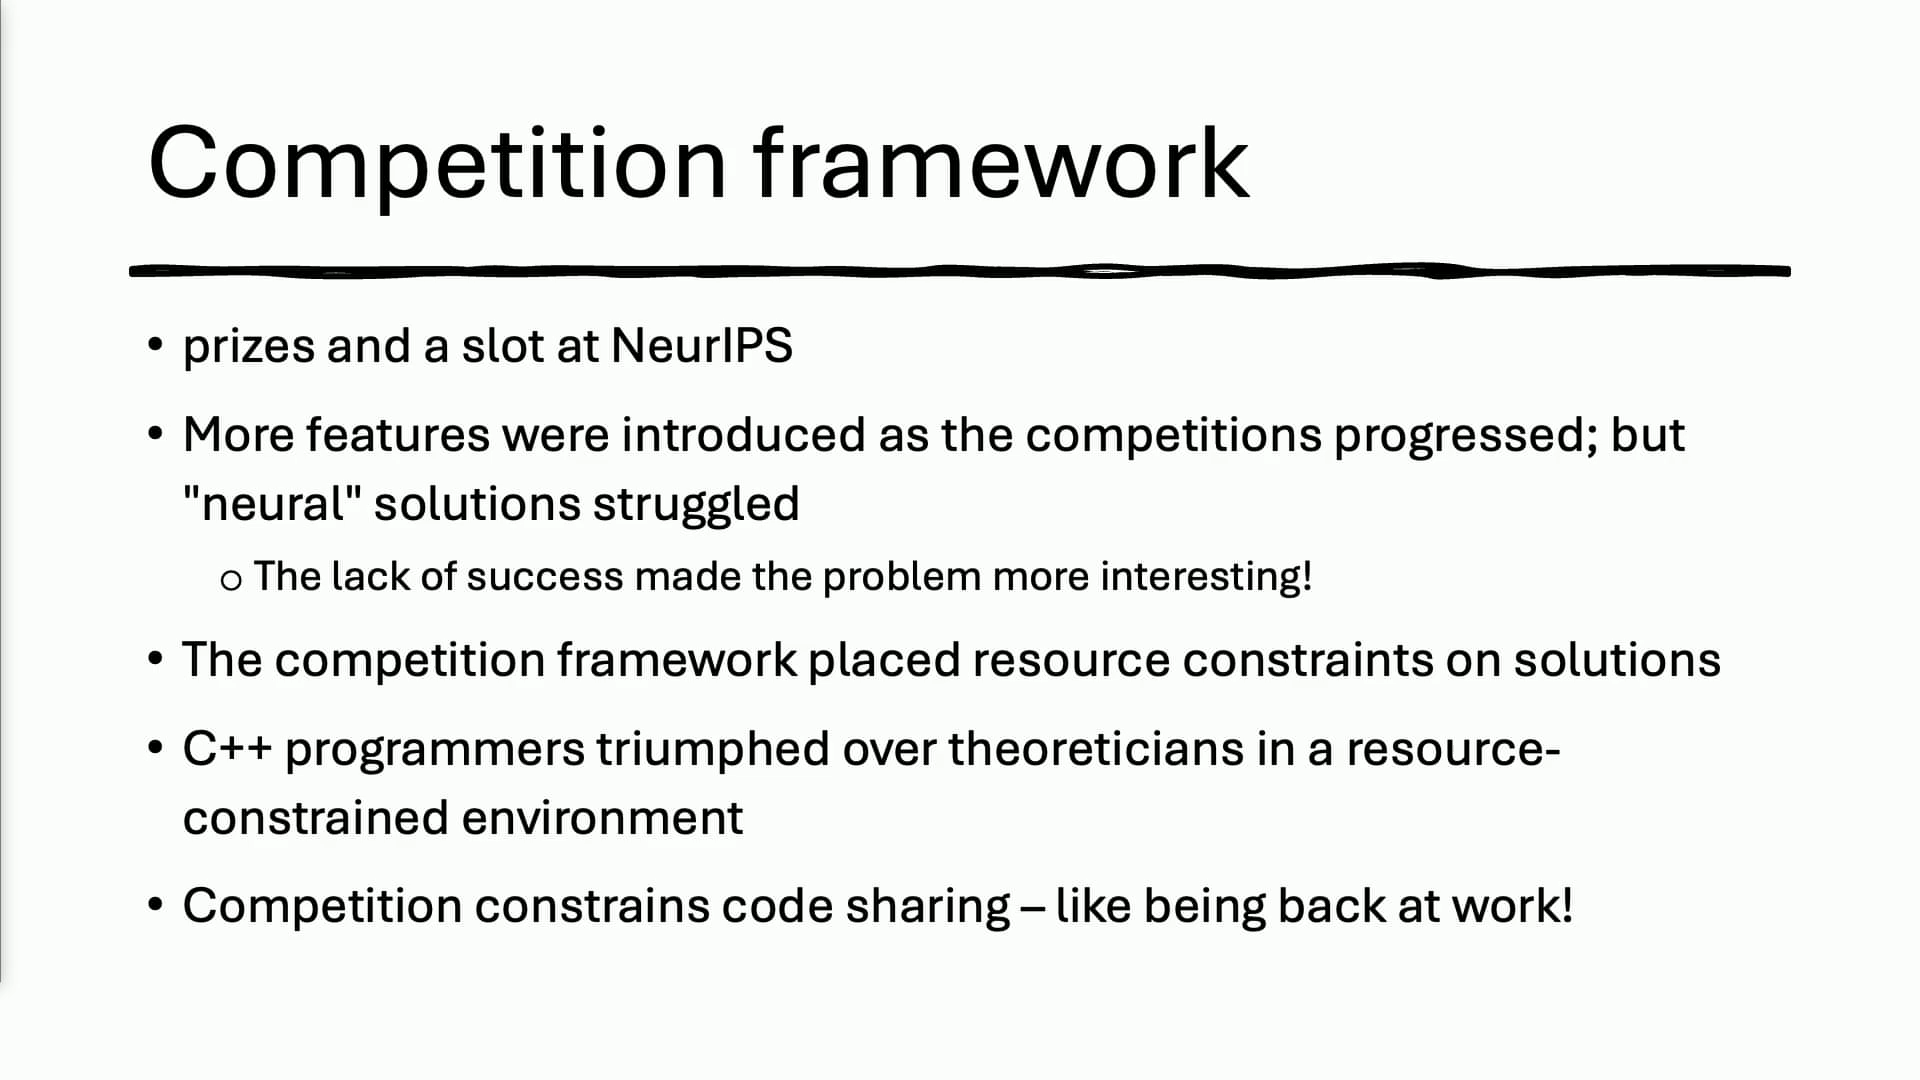 Competition framework
• prizes and a slot at NeurIPS
• More features were introduced as the competitions progressed; but
"neural" solutions struggled
o The lack of success made the problem more interesting!
• The competition framework placed resource constraints on solutions
• C++ programmers triumphed over theoreticians in a resource-
constrained environment
• Competition constrains code sharing – like being back at work!